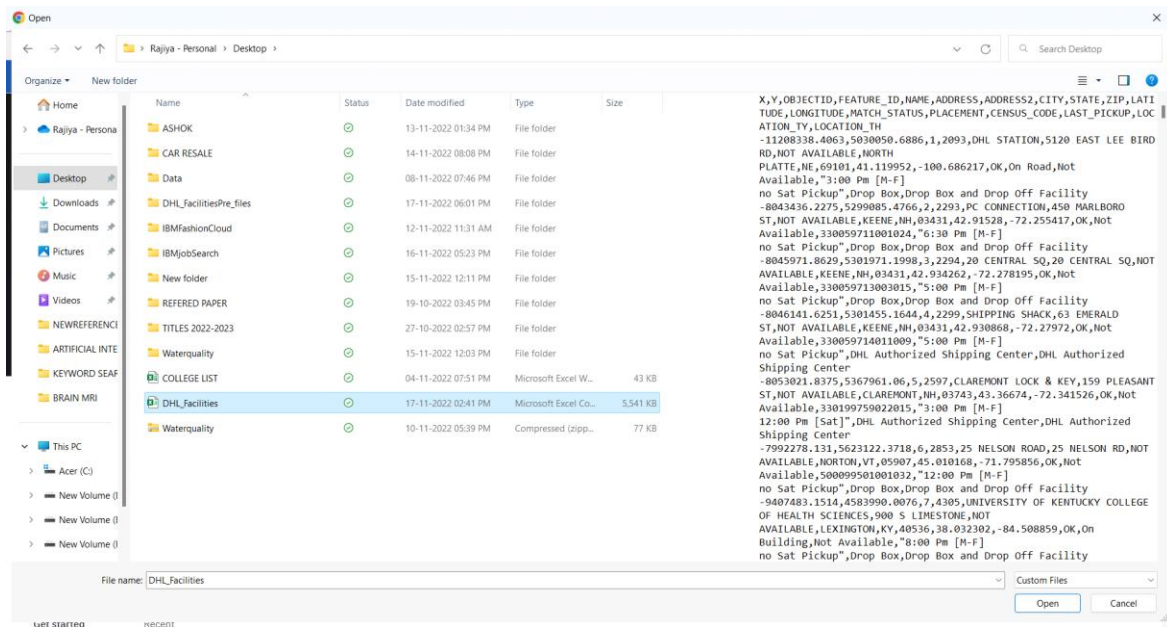 Open
Rajiya - Personal > Desktop >
Search Desktop
Organize
New folder
Home
Rajiya - Persona
Desktop
Downloads
Documents
Pictures
Music
Videos
NEWREFERENCE
ARTIFICIAL INTE
KEYWORD SEAF
BRAIN MRI
This PC
Acer (C:)
New Volume (I
New Volume (I
New Volume (I
Name Status Date modified Type Size
ASHOK 13-11-2022 01:34 PM File folder
CAR RESALE 14-11-2022 08:08 PM File folder
Data 08-11-2022 07:46 PM File folder
DHL_FacilitiesPre_files 17-11-2022 06:01 PM File folder
IBMFashionCloud 12-11-2022 11:31 AM File folder
IBMjobSearch 16-11-2022 05:23 PM File folder
New folder 15-11-2022 12:11 PM File folder
REFERED PAPER 19-10-2022 03:45 PM File folder
TITLES 2022-2023 27-10-2022 02:57 PM File folder
Waterquality 15-11-2022 12:03 PM File folder
COLLEGE LIST 04-11-2022 07:51 PM Microsoft Excel W... 43 KB
DHL_Facilities 17-11-2022 02:41 PM Microsoft Excel Co... 5,541 KB
Waterquality 10-11-2022 05:39 PM Compressed (zipp... 77 KB
X,Y,OBJECTID,FEATURE_ID,NAME,ADDRESS,ADDRESS2,CITY,STATE,ZIP,LATI
TUDE,LONGITUDE,MATCH_STATUS,PLACEMENT,CENSUS_CODE,LAST_PICKUP,LOC
ATION_TY,LOCATION_TH
-11208338.4063,5030050.6886,1,2093,DHL STATION,5120 EAST LEE BIRD
RD,NOT AVAILABLE,NORTH
PLATTE,NE,69101,41.119952,-100.686217,OK,On Road,Not
Available,"3:00 Pm [M-F]
no Sat Pickup",Drop Box,Drop Box and Drop Off Facility
-8043436.2275,5299085.4766,2,2293,PC CONNECTION,450 MARLBORO
ST,NOT AVAILABLE,KEENE,NH,03431,42.91528,-72.255417,OK,Not
Available,330059711001024,"6:30 Pm [M-F]
no Sat Pickup",Drop Box,Drop Box and Drop Off Facility
-8045971.8629,5301971.1998,3,2294,20 CENTRAL SQ,20 CENTRAL SQ,NOT
AVAILABLE,KEENE,NH,03431,42.934262,-72.278195,OK,Not
Available,330059713003015,"5:00 Pm [M-F]
no Sat Pickup",Drop Box,Drop Box and Drop Off Facility
-8046141.6251,5301455.1644,4,2299,SHIPPING SHACK,63 EMERALD
ST,NOT AVAILABLE,KEENE,NH,03431,42.930868,-72.27972,OK,Not
Available,330059714011009,"5:00 Pm [M-F]
no Sat Pickup",DHL Authorized Shipping Center,DHL Authorized
Shipping Center
-8053021.8375,5367961.06,5,2597,CLAREMONT LOCK & KEY,159 PLEASANT
ST,NOT AVAILABLE,CLAREMONT,NH,03743,43.36674,-72.341526,OK,Not
Available,330199759022015,"3:00 Pm [M-F]
12:00 Pm [Sat]",DHL Authorized Shipping Center,DHL Authorized
Shipping Center
-7992278.131,5623122.3718,6,2853,25 NELSON ROAD,25 NELSON RD,NOT
AVAILABLE,NORTON,VT,05907,45.010168,-71.795856,OK,Not
Available,500099501001032,"12:00 Pm [M-F]
no Sat Pickup",Drop Box,Drop Box and Drop Off Facility
-9407483.1514,4583990.0076,7,4305,UNIVERSITY OF KENTUCKY COLLEGE
OF HEALTH SCIENCES,900 S LIMESTONE,NOT
AVAILABLE,LEXINGTON,KY,40536,38.032302,-84.508859,OK,On
Building,Not Available,"8:00 Pm [M-F]
no Sat Pickup",Drop Box,Drop Box and Drop Off Facility
File name: DHL_Facilities
Custom Files
Open
Cancel
Get started
Recent